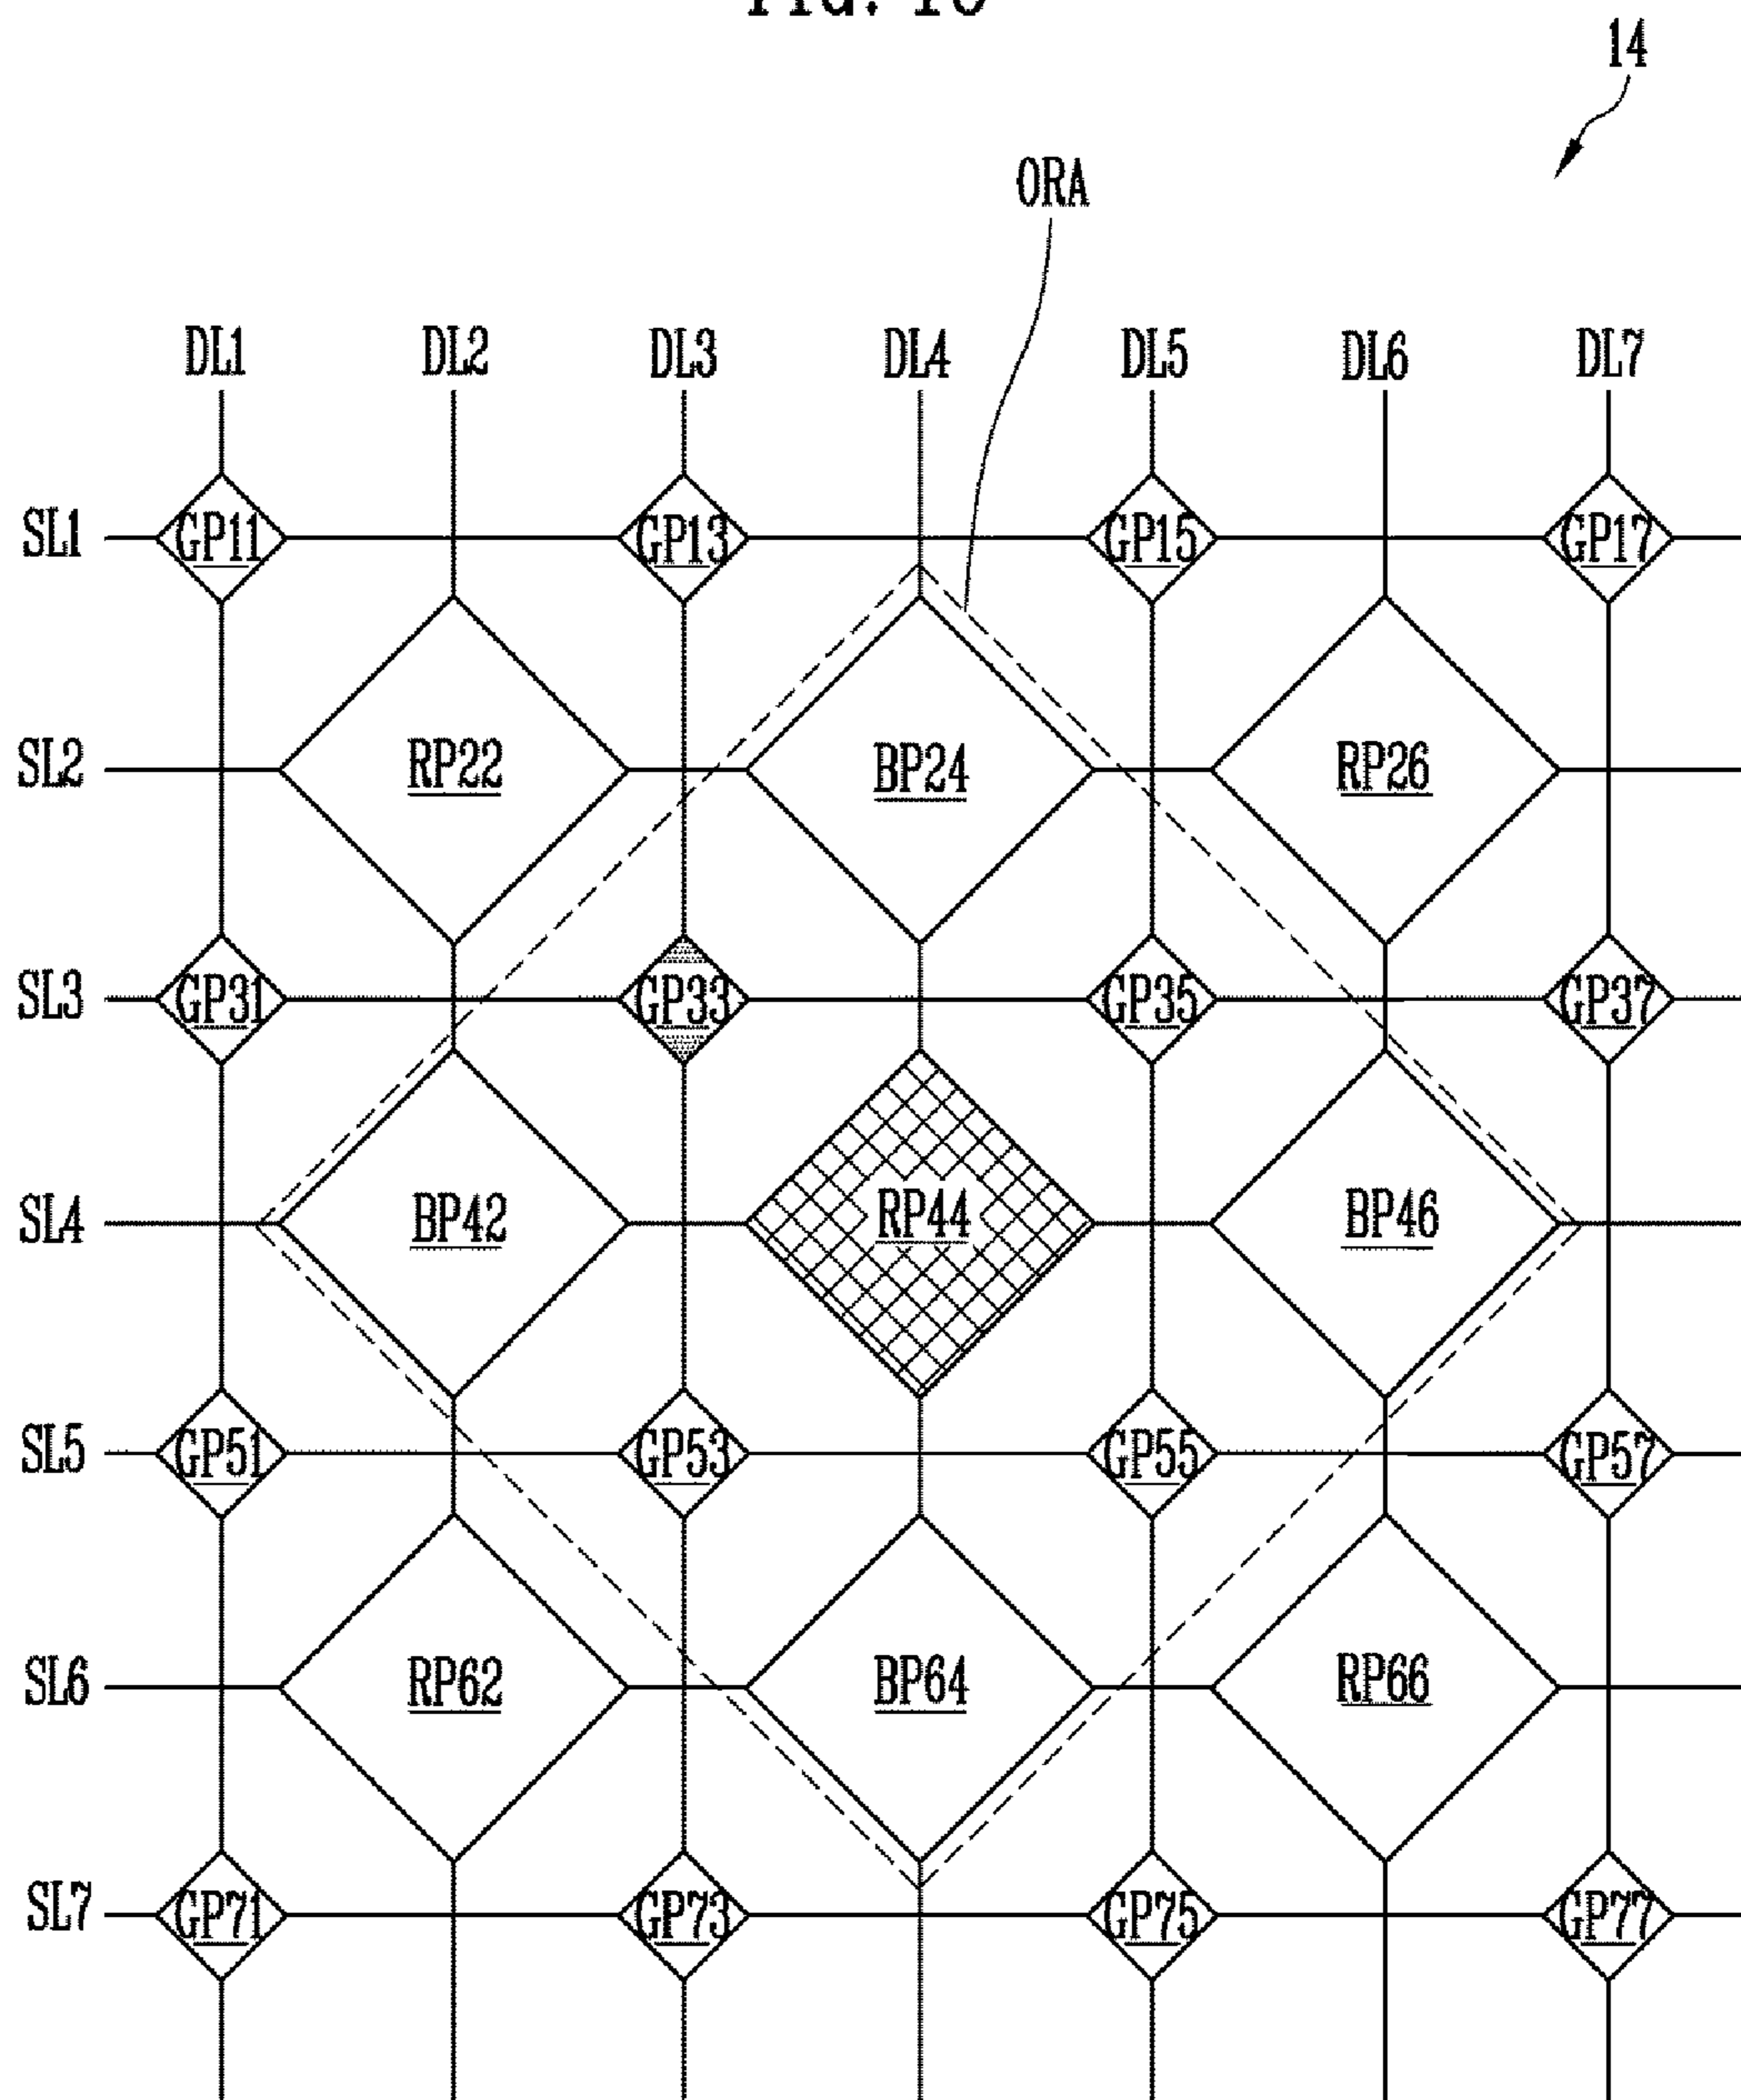 14
ORA
DL1 DL2 DL3 DL4 DL5 DL6 DL7
SL1 GP11 GP13 GP15 GP17
SL2 RP22 BP24 RP26
SL3 GP31 GP33 GP35 GP37
SL4 BP42 RP44 BP46
SL5 GP51 GP53 GP55 GP57
SL6 RP62 BP64 RP66
SL7 GP71 GP73 GP75 GP77